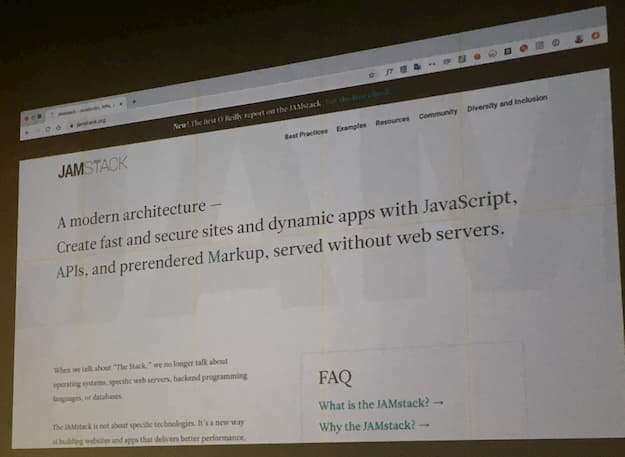 jamstack.org
New! The first O'Reilly report on the JAMstack.
Best Practices Examples Resources Community Diversity and Inclusion
JAMSTACK
A modern architecture —
Create fast and secure sites and dynamic apps with JavaScript,
APIs, and prerendered Markup, served without web servers.
When we talk about "The Stack," we no longer talk about
operating systems, specific web servers, backend programming
languages, or databases.
The JAMstack is not about specific technologies. It's a new way
of building websites and apps that delivers better performance,
FAQ
What is the JAMstack? →
Why the JAMstack? →